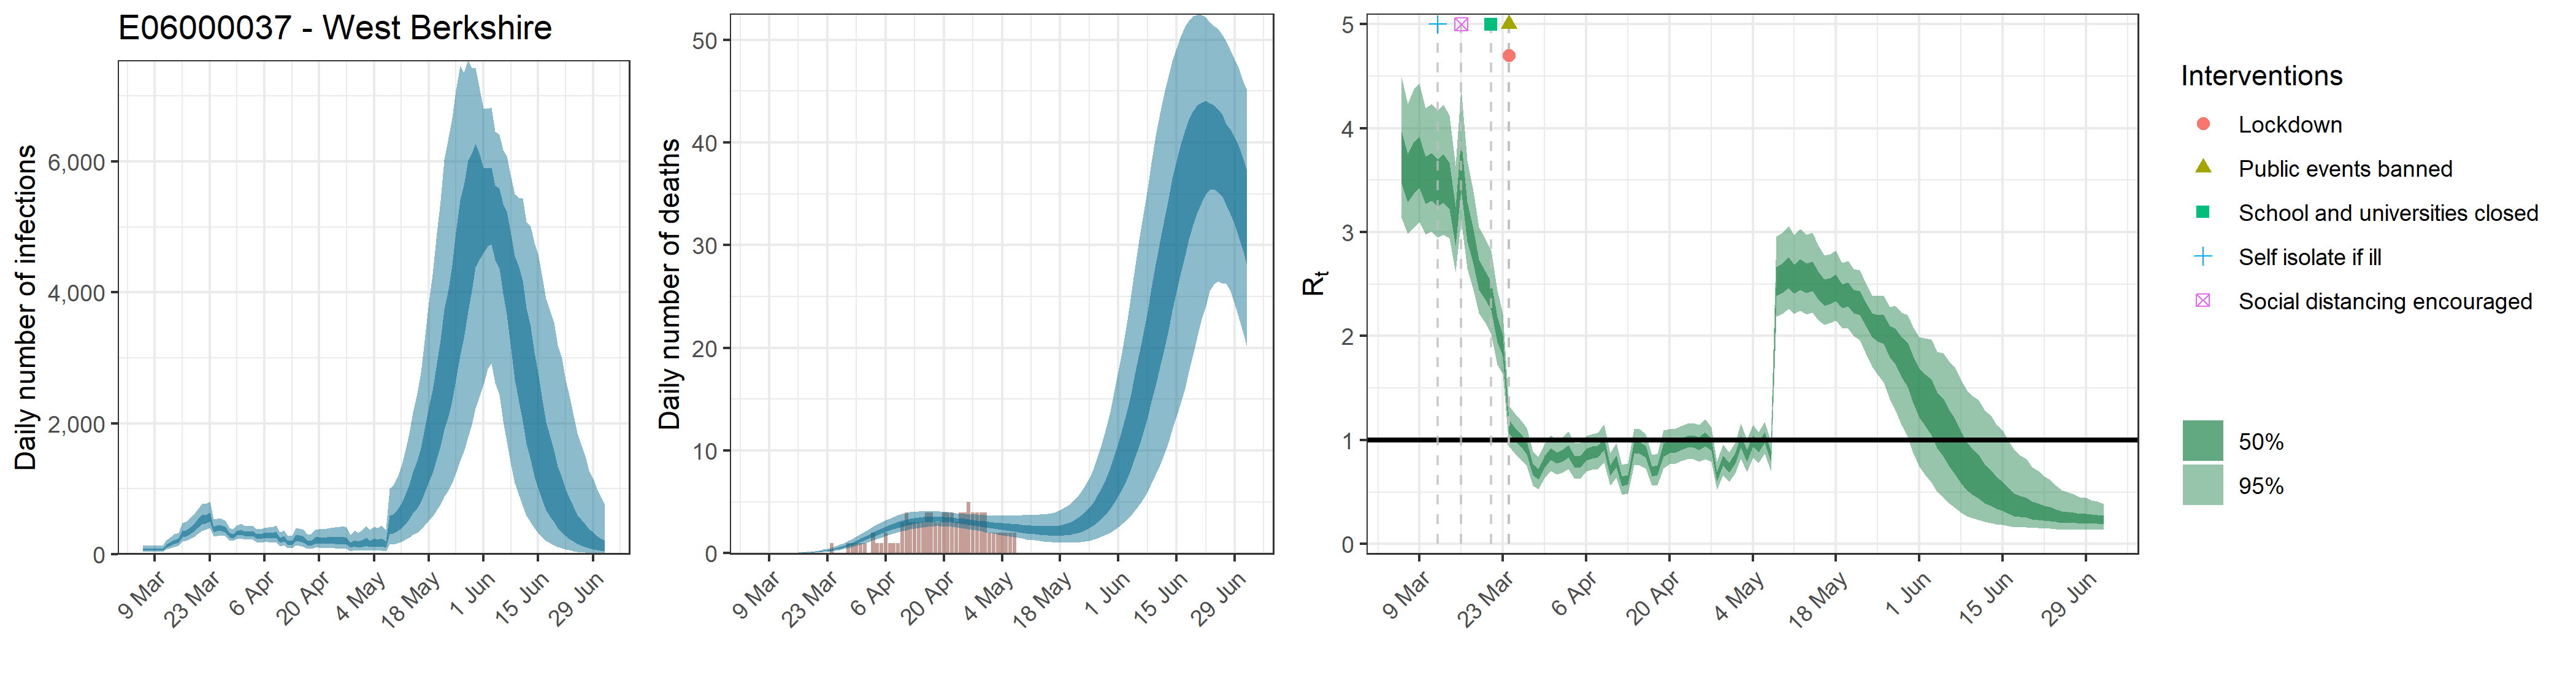 E06000037 - West Berkshire
Daily number of infections
6,000
4,000
2,000
0
9 Mar
23 Mar
6 Apr
20 Apr
4 May
18 May
1 Jun
15 Jun
29 Jun
Daily number of deaths
50
40
30
20
10
0
9 Mar
23 Mar
6 Apr
20 Apr
4 May
18 May
1 Jun
15 Jun
29 Jun
Rt
5
4
3
2
1
0
9 Mar
23 Mar
6 Apr
20 Apr
4 May
18 May
1 Jun
15 Jun
29 Jun
Interventions
Lockdown
Public events banned
School and universities closed
Self isolate if ill
Social distancing encouraged
50%
95%